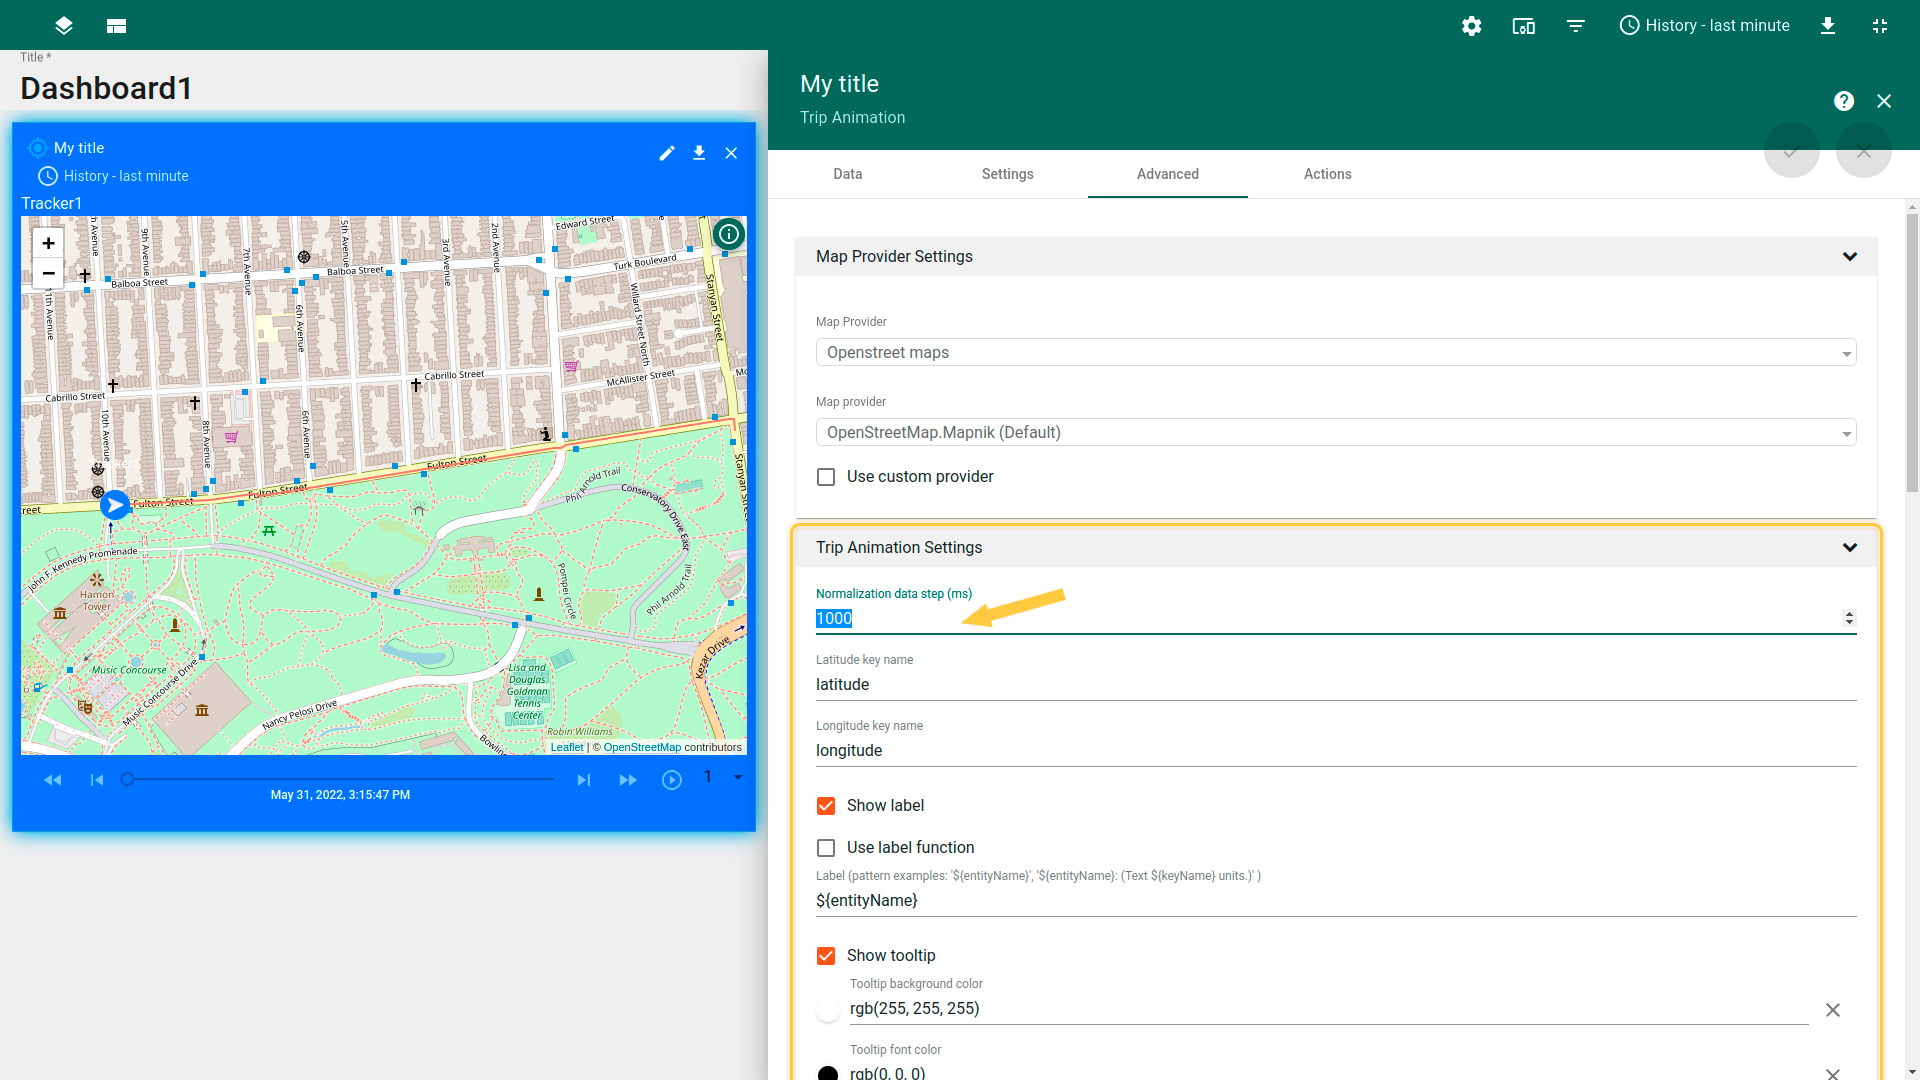 History - last minute
Title *
Dashboard1
My title
History - last minute
Tracker1
+
−
Edward Street
Turk Boulevard
Balboa Street
Balboa Street
9th Avenue
7th Avenue
5th Avenue
3rd Avenue
2nd Avenue
11th Avenue
6th Avenue
Willard Street North
Stanyan Street
Cabrillo Street
Cabrillo Street
McAllister Street
10th Avenue
8th Avenue
6th Avenue
Fulton Street
Fulton Street
Fulton Street
reet
Stanyan Street
Phil Arnold Trail
Conservatory Drive East
John F. Kennedy Promenade
Hamon
Tower
Pompei Circle
Phil Arnold Trail
Kezar Drive
Music Concourse
Music Concourse Drive
Lisa and
Douglas
Goldman
Tennis
Center
Nancy Pelosi Drive
Robin Williams
Bowling
Leaflet | © OpenStreetMap contributors
1
May 31, 2022, 3:15:47 PM
My title
Trip Animation
Data
Settings
Advanced
Actions
Map Provider Settings
Map Provider
Openstreet maps
Map provider
OpenStreetMap.Mapnik (Default)
Use custom provider
Trip Animation Settings
Normalization data step (ms)
1000
Latitude key name
latitude
Longitude key name
longitude
Show label
Use label function
Label (pattern examples: '${entityName}', '${entityName}: (Text ${keyName} units.)' )
${entityName}
Show tooltip
Tooltip background color
rgb(255, 255, 255)
Tooltip font color
rgb(0, 0, 0)